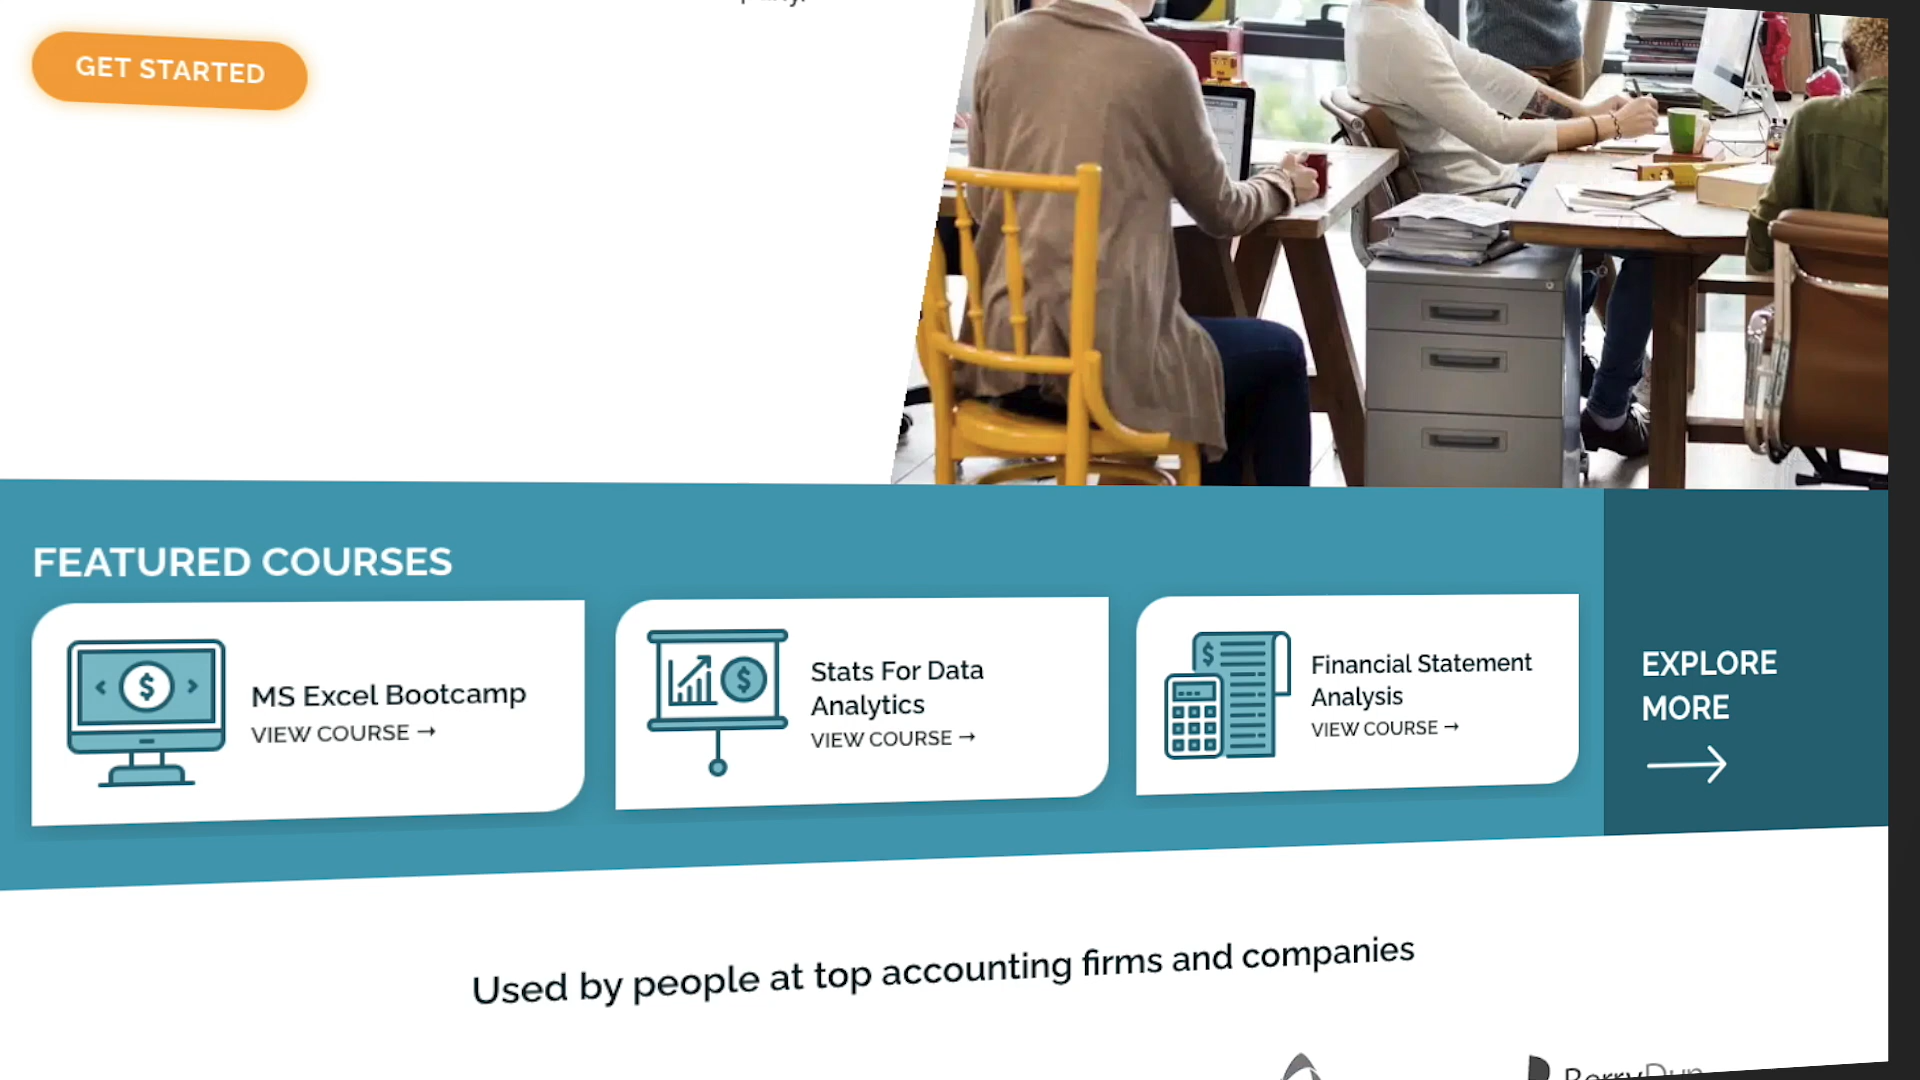 GET STARTED
FEATURED COURSES
MS Excel Bootcamp
VIEW COURSE →
Stats For Data
Analytics
VIEW COURSE →
Financial Statement
Analysis
VIEW COURSE →
EXPLORE
MORE
Used by people at top accounting firms and companies
BerryDunn